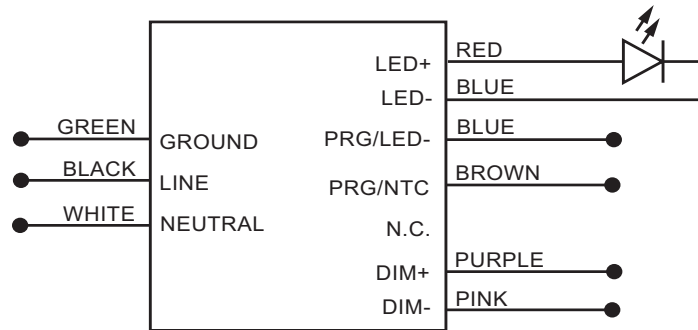 LED+ RED
LED- BLUE
GREEN GROUND PRG/LED- BLUE
BLACK LINE PRG/NTC BROWN
WHITE NEUTRAL N.C.
DIM+ PURPLE
DIM- PINK